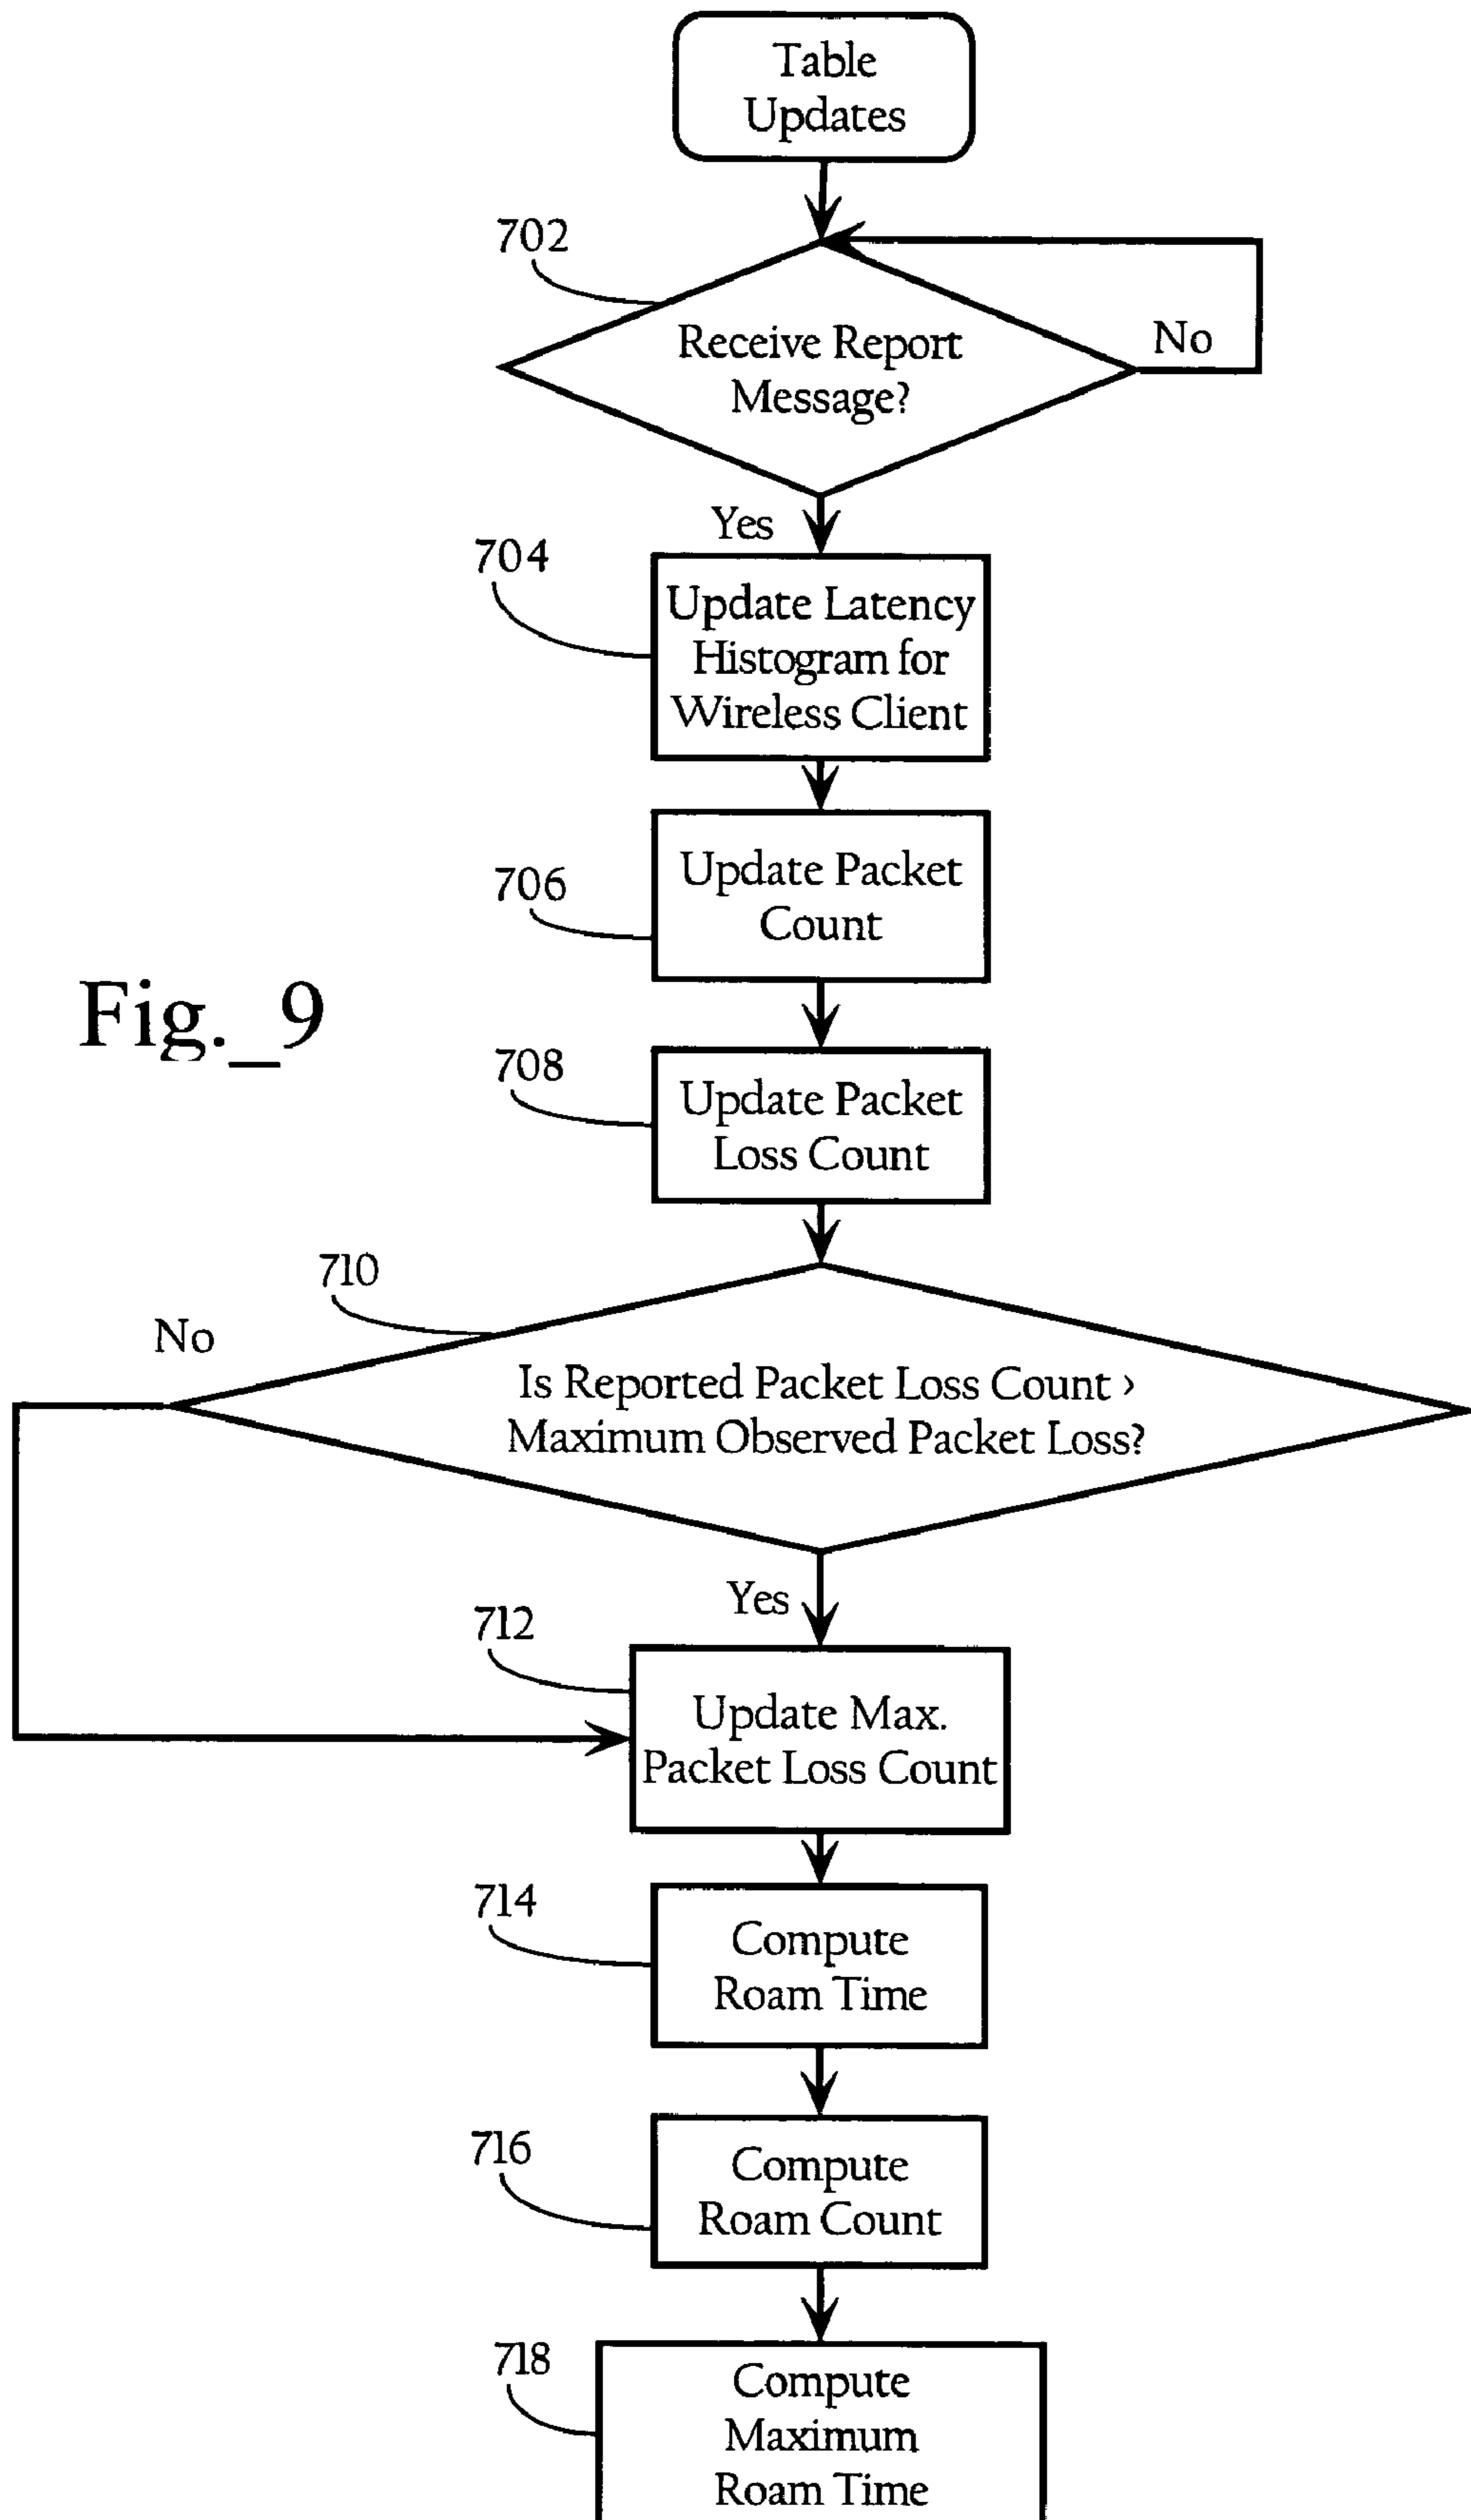 Table
Updates
702
Receive Report
Message?
No
Yes
704
Update Latency
Histogram for
Wireless Client
706
Update Packet
Count
Fig._9
708
Update Packet
Loss Count
710
No
Is Reported Packet Loss Count >
Maximum Observed Packet Loss?
Yes
712
Update Max.
Packet Loss Count
714
Compute
Roam Time
716
Compute
Roam Count
718
Compute
Maximum
Roam Time